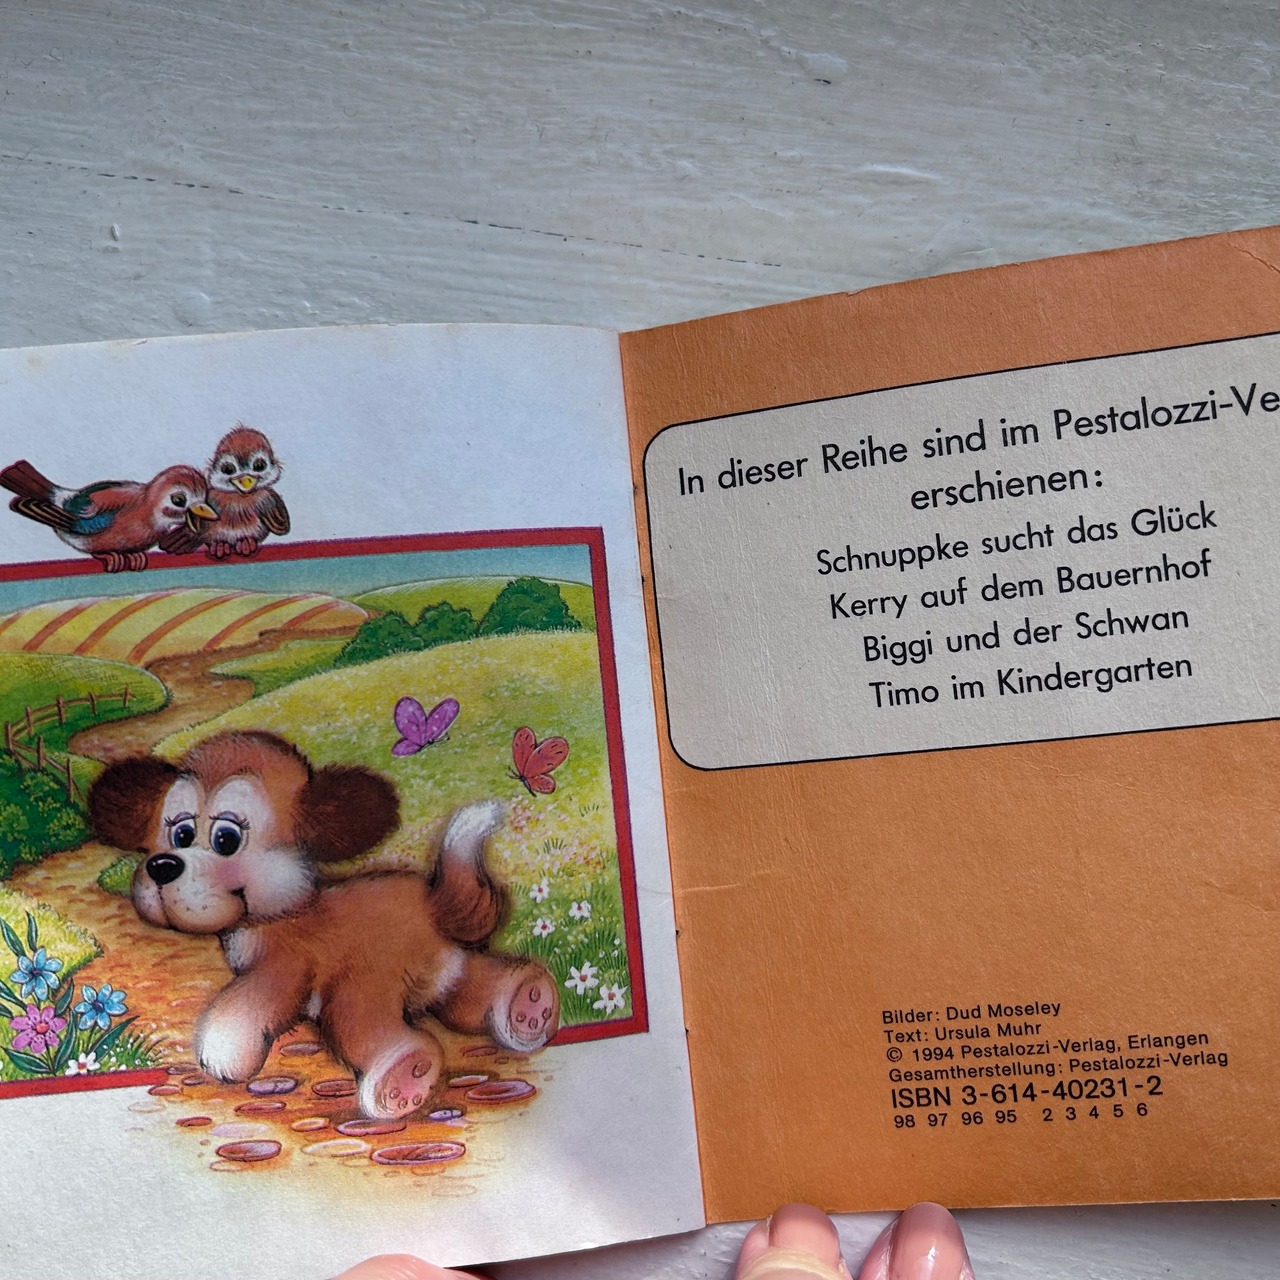 In dieser Reihe sind im Pestalozzi-Ve
erschienen:
Schnuppke sucht das Glück
Kerry auf dem Bauernhof
Biggi und der Schwan
Timo im Kindergarten
Bilder: Dud Moseley
Text: Ursula Muhr
© 1994 Pestalozzi-Verlag, Erlangen
Gesamtherstellung: Pestalozzi-Verlag
ISBN 3-614-40231-2
98 97 96 95 2 3 4 5 6